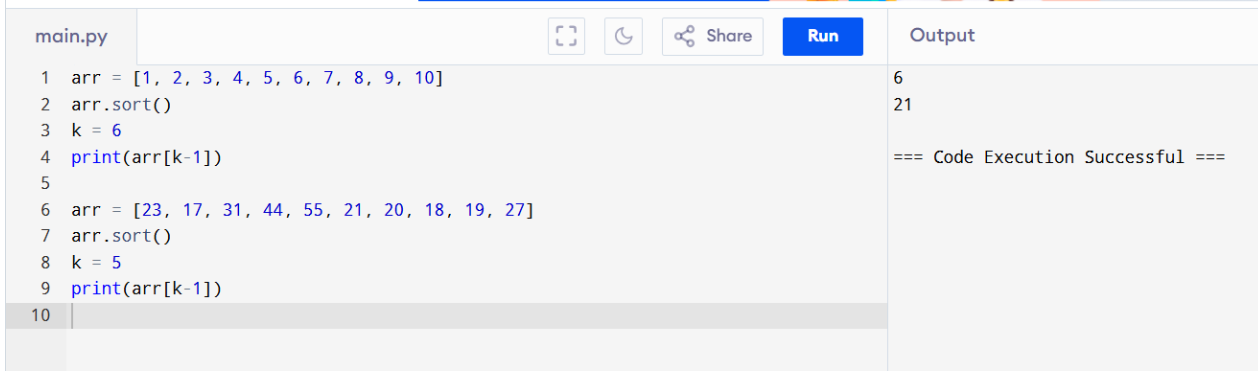 main.py Share Run Output
1 arr = [1, 2, 3, 4, 5, 6, 7, 8, 9, 10]
2 arr.sort()
3 k = 6
4 print(arr[k-1])
5
6 arr = [23, 17, 31, 44, 55, 21, 20, 18, 19, 27]
7 arr.sort()
8 k = 5
9 print(arr[k-1])
10
6
21
=== Code Execution Successful ===